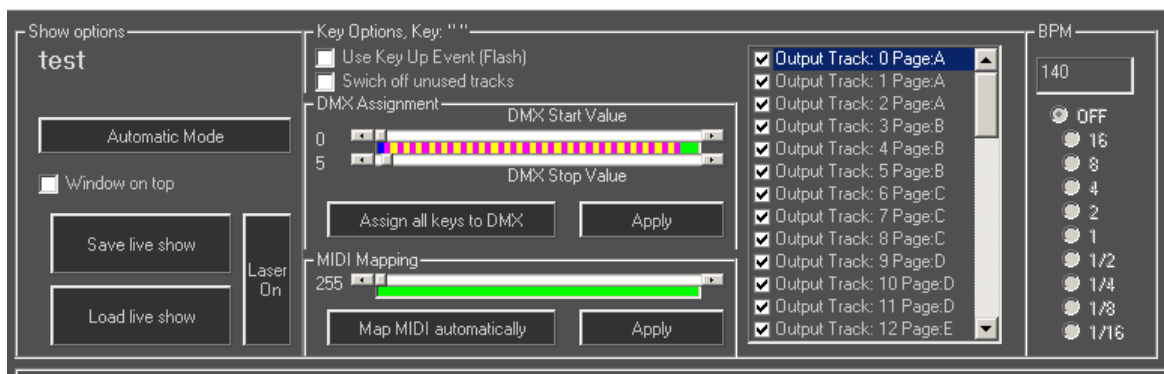 Show options
test
Automatic Mode
Window on top
Save live show
Load live show
Laser On
Key Options, Key: " "
Use Key Up Event (Flash)
Swich off unused tracks
DMX Assignment
DMX Start Value
0
5
DMX Stop Value
Assign all keys to DMX
Apply
MIDI Mapping
255
Map MIDI automatically
Apply
Output Track: 0 Page:A
Output Track: 1 Page:A
Output Track: 2 Page:A
Output Track: 3 Page:B
Output Track: 4 Page:B
Output Track: 5 Page:B
Output Track: 6 Page:C
Output Track: 7 Page:C
Output Track: 8 Page:C
Output Track: 9 Page:D
Output Track: 10 Page:D
Output Track: 11 Page:D
Output Track: 12 Page:E
BPM
140
OFF
16
8
4
2
1
1/2
1/4
1/8
1/16